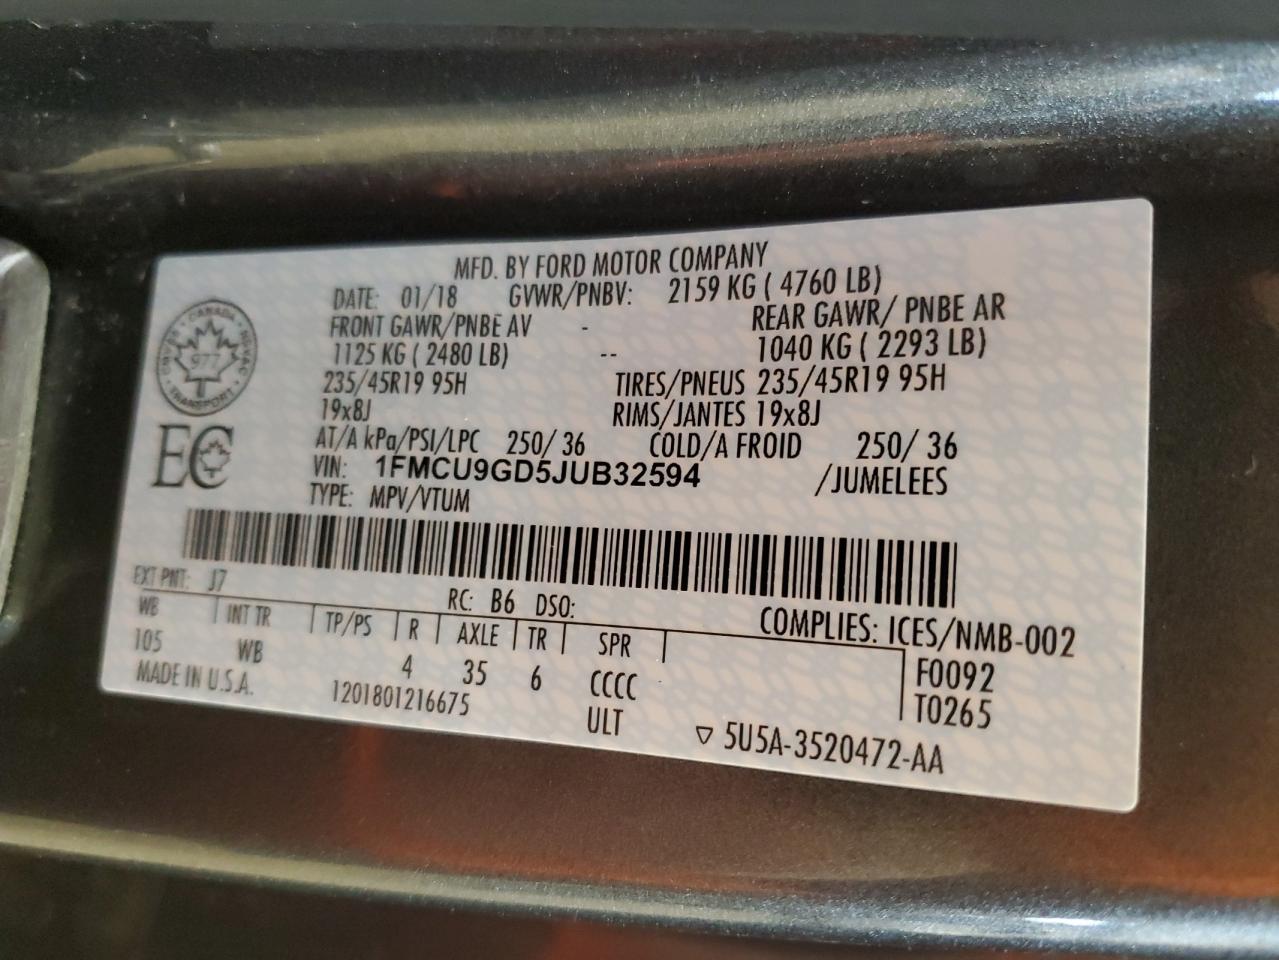 MFD. BY FORD MOTOR COMPANY
DATE: 01/18 GVWR/PNBV: 2159 KG ( 4760 LB)
FRONT GAWR/PNBE AV - REAR GAWR/ PNBE AR
1125 KG ( 2480 LB) -- 1040 KG ( 2293 LB)
235/45R19 95H TIRES/PNEUS 235/45R19 95H
19x8J RIMS/JANTES 19x8J
AT/A kPa/PSI/LPC 250/ 36 COLD/A FROID 250/ 36
VIN: 1FMCU9GD5JUB32594 /JUMELEES
TYPE: MPV/VTUM
CANADA
977
TRANSPORT
EC
EXT PNT: J7 RC: B6 DSO: COMPLIES: ICES/NMB-002
WB INT TR TP/PS R AXLE TR SPR F0092
105 WB 4 35 6 CCCC T0265
MADE IN U.S.A. 1201801216675 ULT ▽ 5U5A-3520472-AA